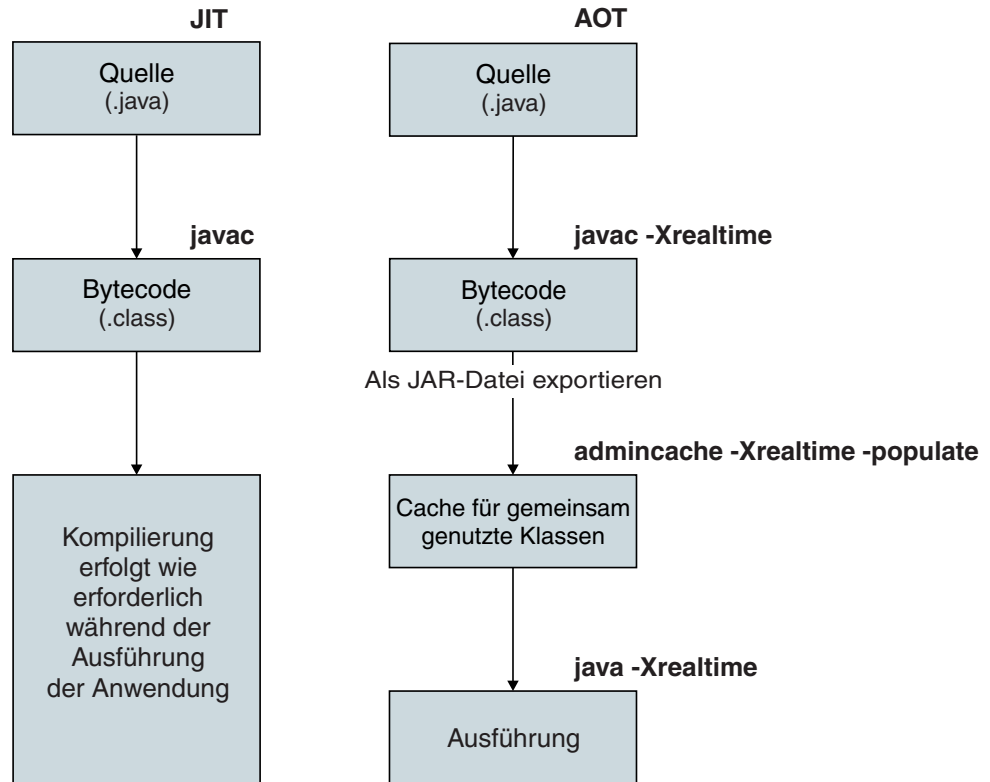 JIT
Quelle
(.java)
javac
Bytecode
(.class)
Kompilierung
erfolgt wie
erforderlich
während der
Ausführung
der Anwendung
AOT
Quelle
(.java)
javac -Xrealtime
Bytecode
(.class)
Als JAR-Datei exportieren
admincache -Xrealtime -populate
Cache für gemeinsam
genutzte Klassen
java -Xrealtime
Ausführung